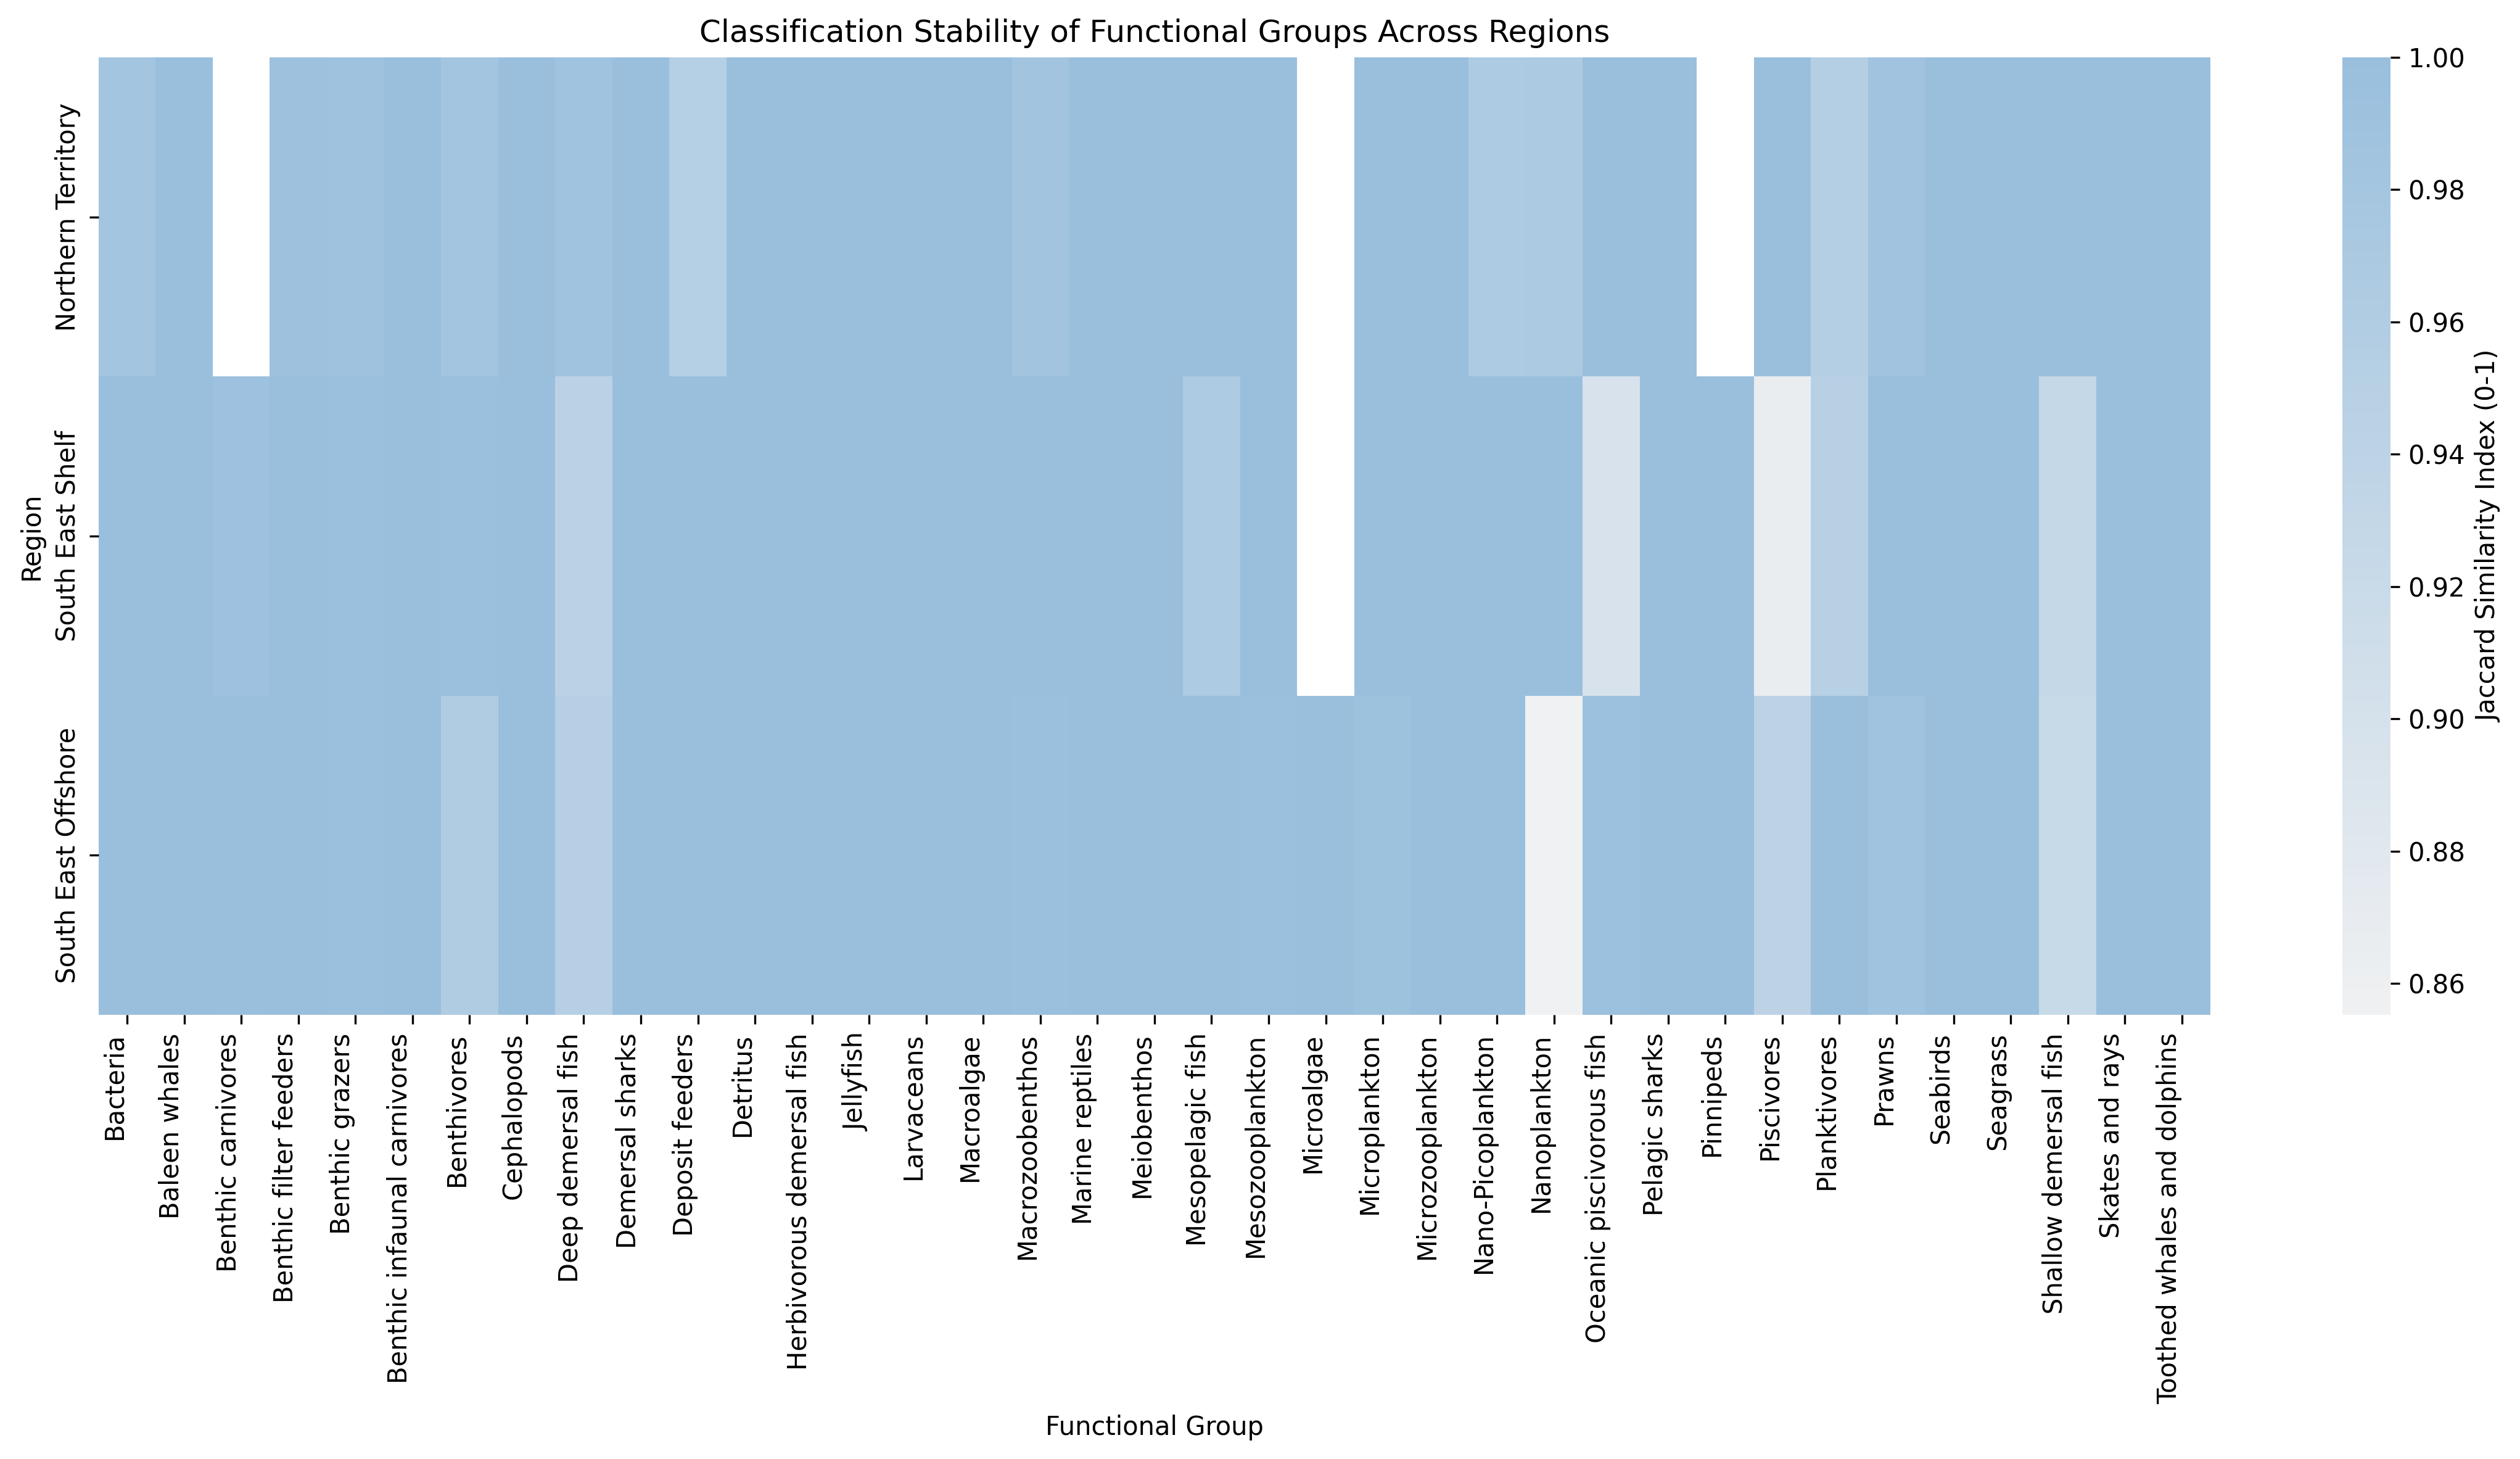 Classification Stability of Functional Groups Across Regions
Region
Northern Territory
South East Shelf
South East Offshore
Bacteria
Baleen whales
Benthic carnivores
Benthic filter feeders
Benthic grazers
Benthic infaunal carnivores
Benthivores
Cephalopods
Deep demersal fish
Demersal sharks
Deposit feeders
Detritus
Herbivorous demersal fish
Jellyfish
Larvaceans
Macroalgae
Macrozoobenthos
Marine reptiles
Meiobenthos
Mesopelagic fish
Mesozooplankton
Microalgae
Microplankton
Microzooplankton
Nano-Picoplankton
Nanoplankton
Oceanic piscivorous fish
Pelagic sharks
Pinnipeds
Piscivores
Planktivores
Prawns
Seabirds
Seagrass
Shallow demersal fish
Skates and rays
Toothed whales and dolphins
Functional Group
1.00
0.98
0.96
0.94
0.92
0.90
0.88
0.86
Jaccard Similarity Index (0-1)